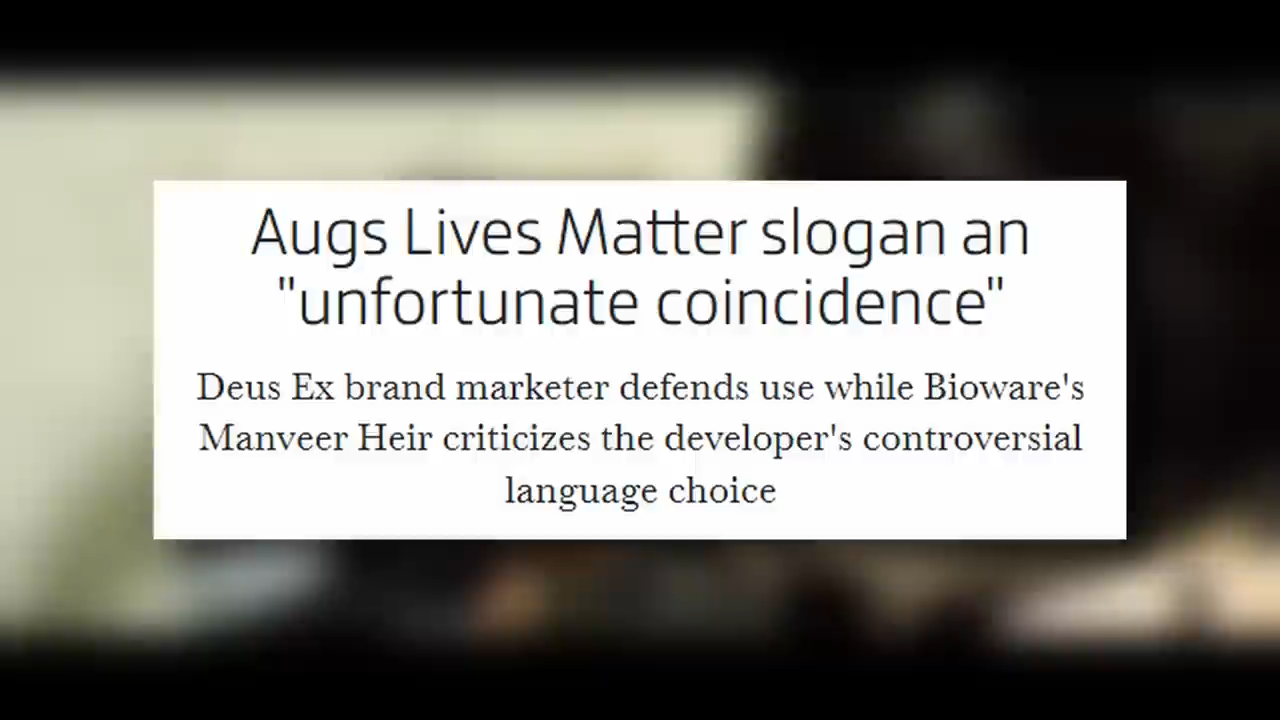 Augs Lives Matter slogan an
"unfortunate coincidence"
Deus Ex brand marketer defends use while Bioware's
Manveer Heir criticizes the developer's controversial
language choice